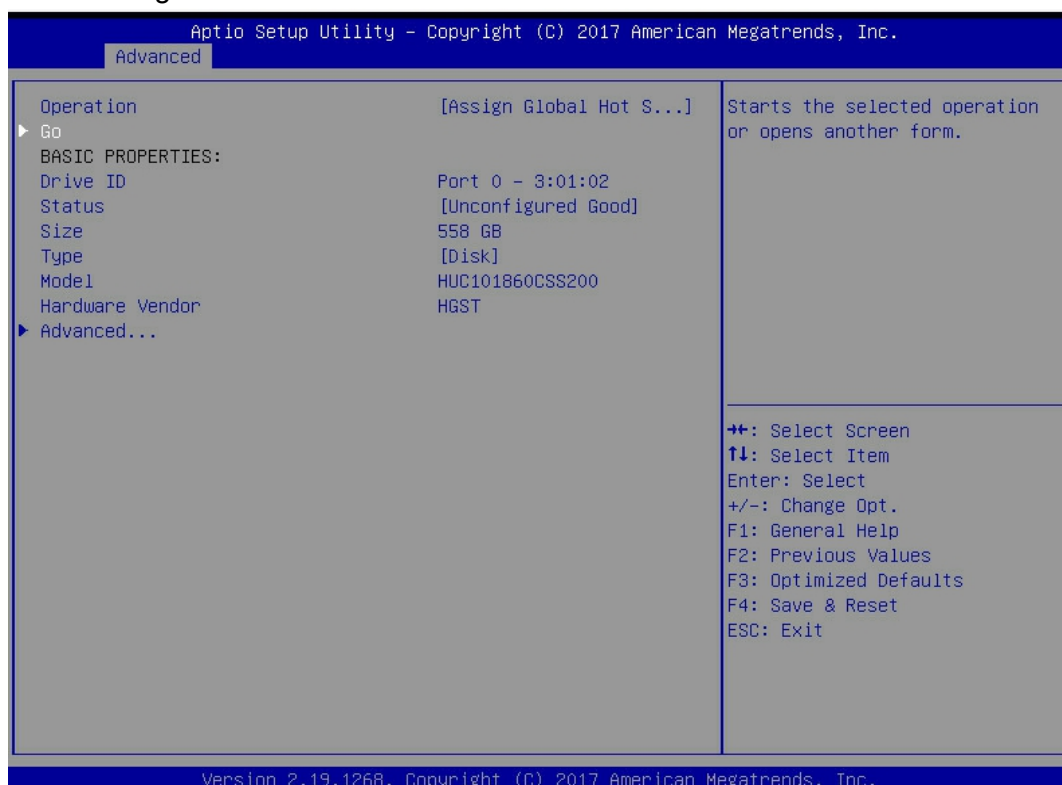 Aptio Setup Utility – Copyright (C) 2017 American Megatrends, Inc.
Advanced
Operation [Assign Global Hot S...]
Go
BASIC PROPERTIES:
Drive ID Port 0 – 3:01:02
Status [Unconfigured Good]
Size 558 GB
Type [Disk]
Model HUC101860CSS200
Hardware Vendor HGST
Advanced...
Starts the selected operation
or opens another form.
→←: Select Screen
↑↓: Select Item
Enter: Select
+/-: Change Opt.
F1: General Help
F2: Previous Values
F3: Optimized Defaults
F4: Save & Reset
ESC: Exit
Version 2.19.1268. Copyright (C) 2017 American Megatrends, Inc.